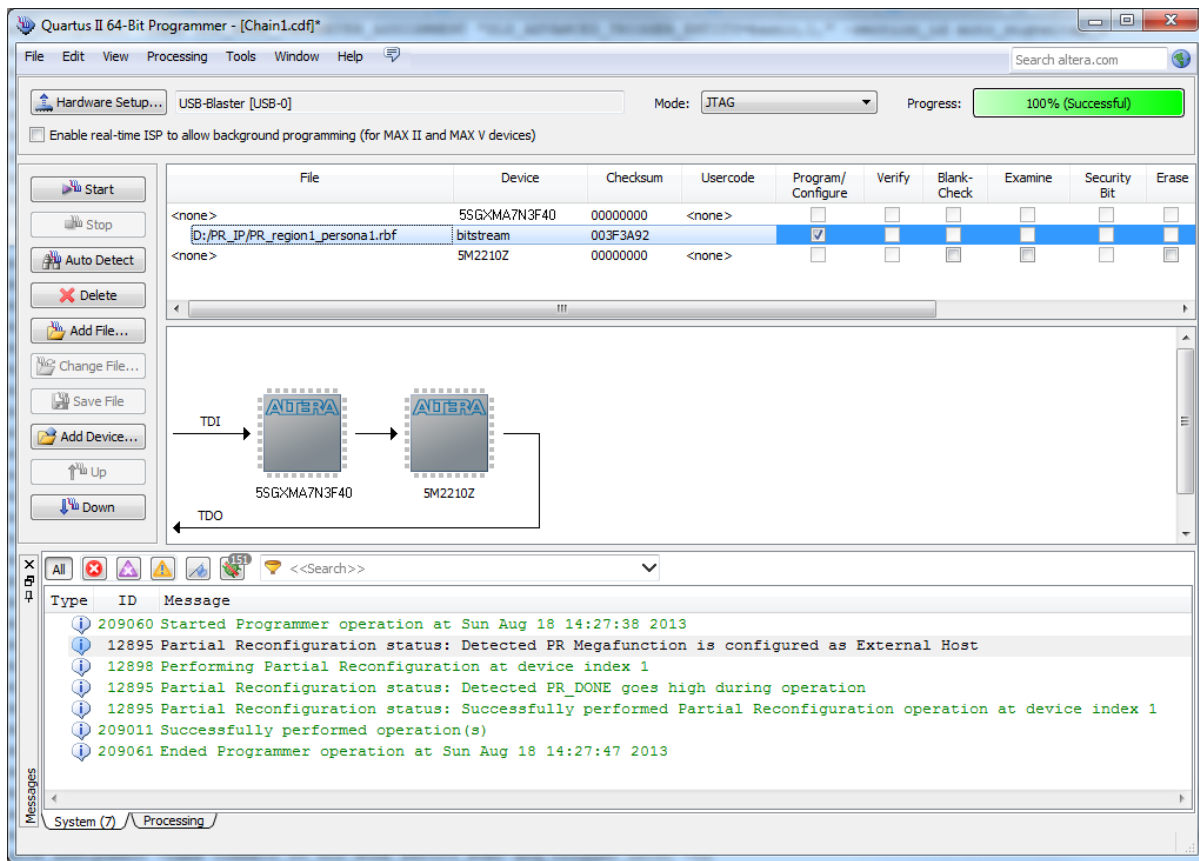 Quartus II 64-Bit Programmer - [Chain1.cdf]*
File Edit View Processing Tools Window Help
Search altera.com
Hardware Setup... USB-Blaster [USB-0] Mode: JTAG Progress: 100% (Successful)
Enable real-time ISP to allow background programming (for MAX II and MAX V devices)
Start
Stop
Auto Detect
Delete
Add File...
Change File...
Save File
Add Device...
Up
Down
File Device Checksum Usercode Program/ Configure Verify Blank- Check Examine Security Bit Erase
<none> 5SGXMA7N3F40 00000000 <none>
D:/PR_IP/PR_region1_persona1.rbf bitstream 003F3A92
<none> 5M2210Z 00000000 <none>
ALTERA ALTERA
TDI
5SGXMA7N3F40 5M2210Z
TDO
All 151 <<Search>>
Type ID Message
209060 Started Programmer operation at Sun Aug 18 14:27:38 2013
12895 Partial Reconfiguration status: Detected PR Megafunction is configured as External Host
12898 Performing Partial Reconfiguration at device index 1
12895 Partial Reconfiguration status: Detected PR_DONE goes high during operation
12895 Partial Reconfiguration status: Successfully performed Partial Reconfiguration operation at device index 1
209011 Successfully performed operation(s)
209061 Ended Programmer operation at Sun Aug 18 14:27:47 2013
Messages
System (7) Processing